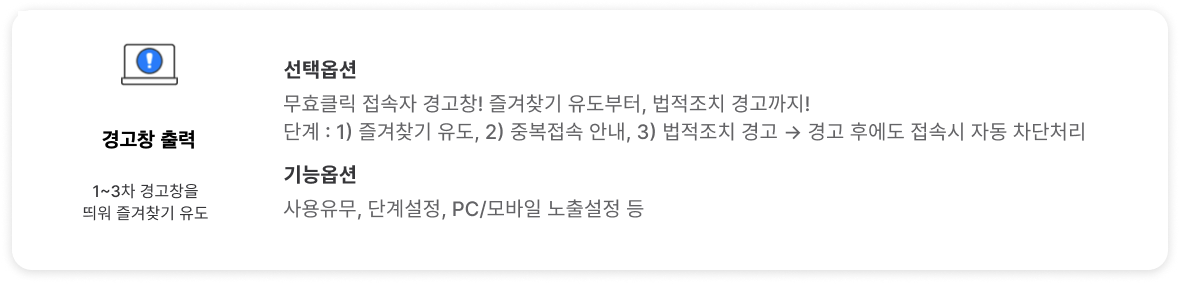 경고창 출력
1~3차 경고창을
띄워 즐겨찾기 유도
선택옵션
무효클릭 접속자 경고창! 즐겨찾기 유도부터, 법적조치 경고까지!
단계 : 1) 즐겨찾기 유도, 2) 중복접속 안내, 3) 법적조치 경고 → 경고 후에도 접속시 자동 차단처리
기능옵션
사용유무, 단계설정, PC/모바일 노출설정 등